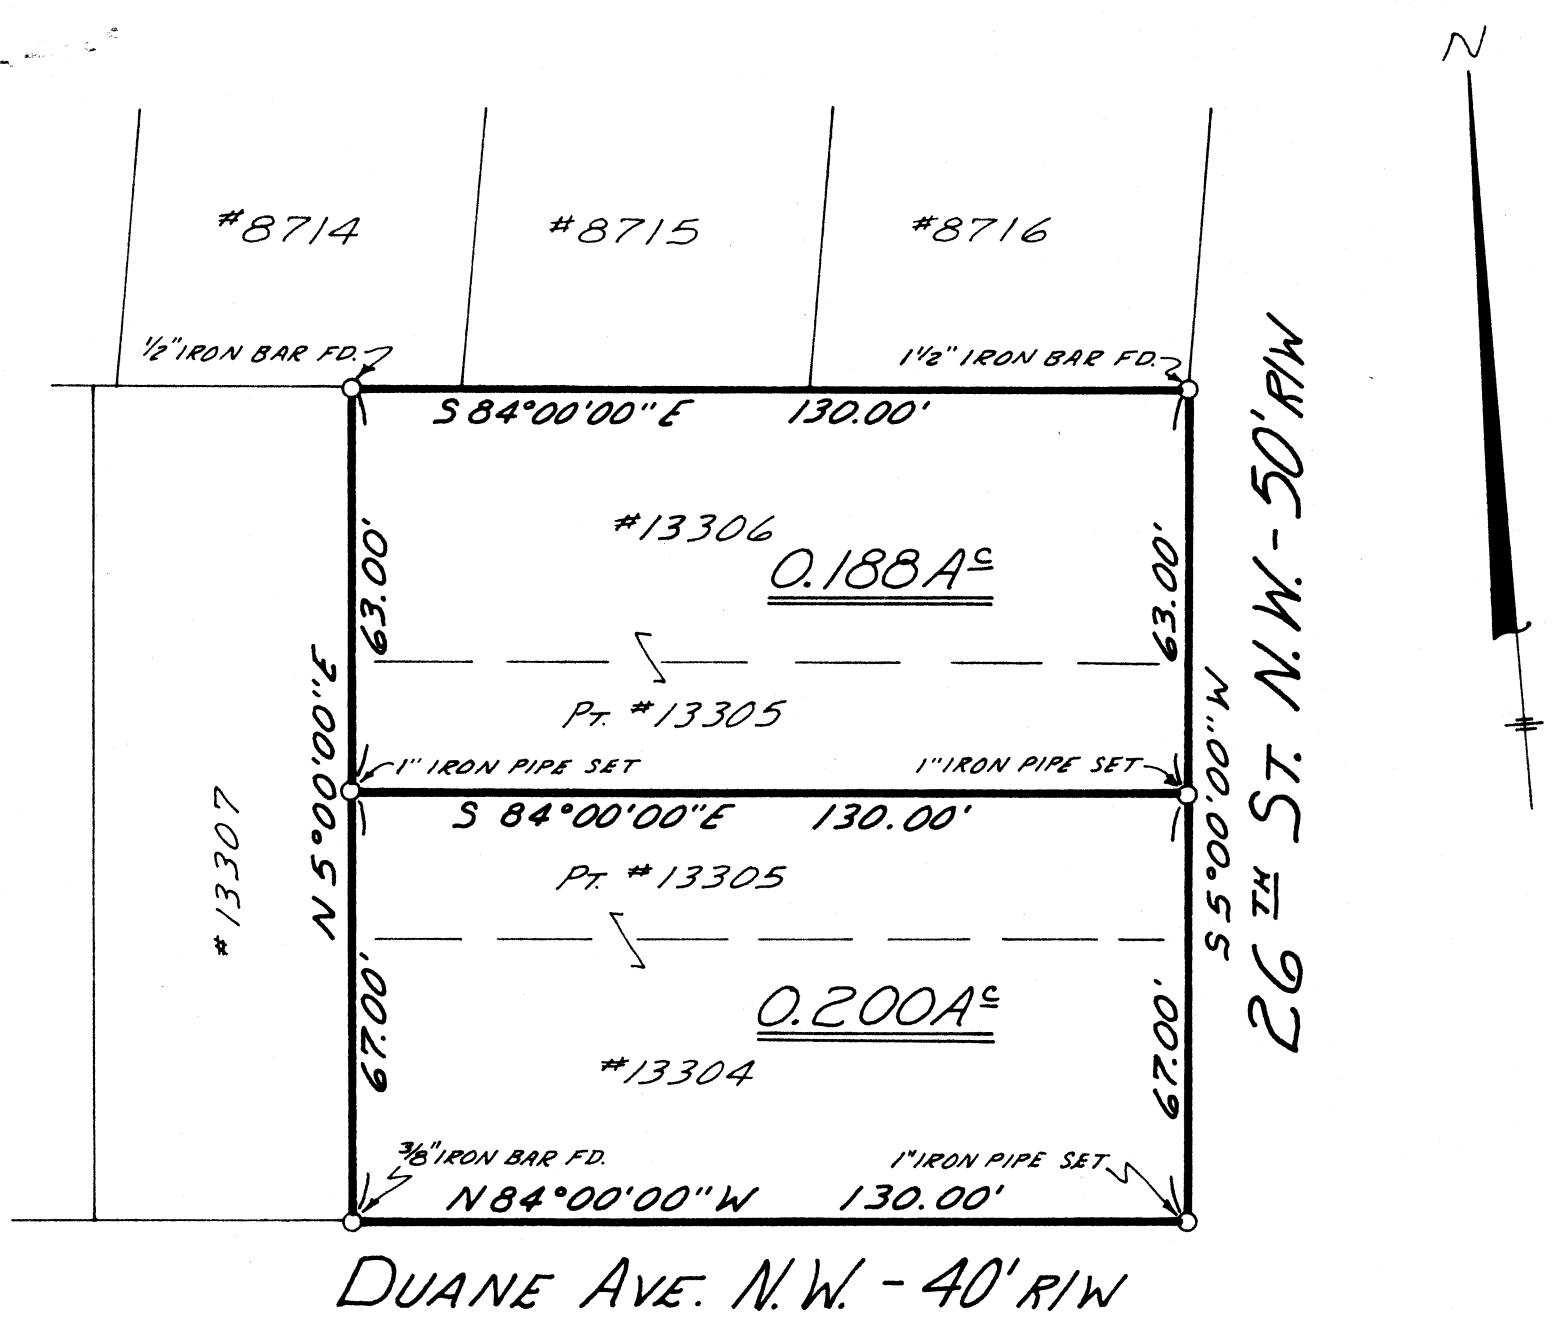 N
#8714
#8715
#8716
1/2" IRON BAR FD.
1 1/2" IRON BAR FD.
S 84°00'00" E 130.00'
#13306
0.188 Ac
63.00'
63.00'
PT. #13305
1" IRON PIPE SET
1" IRON PIPE SET
S 84°00'00" E 130.00'
N 5°00'00" E
S 5°00'00" W
26TH ST. N.W. - 50' R/W
#13307
PT. #13305
67.00'
67.00'
0.200 Ac
#13304
3/8" IRON BAR FD.
1" IRON PIPE SET
N 84°00'00" W 130.00'
DUANE AVE. N.W. - 40' R/W